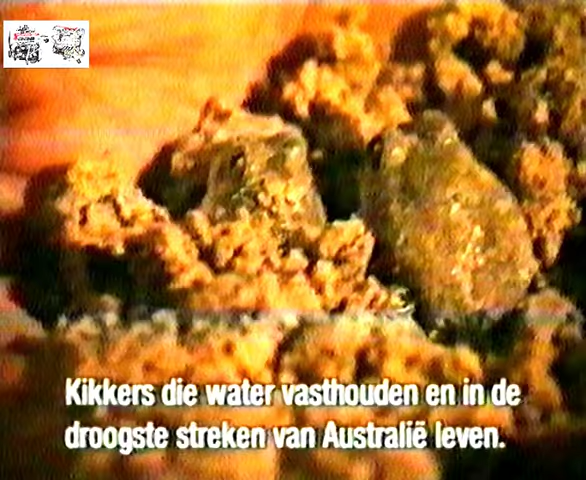 Kikkers die water vasthouden en in de
droogste streken van Australië leven.